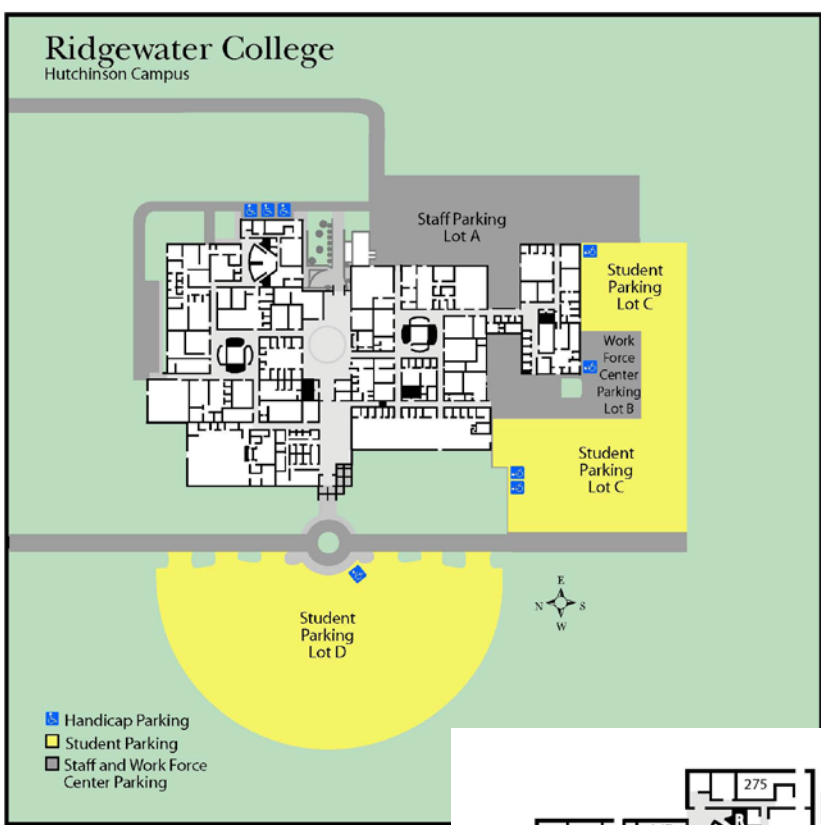 Ridgewater College
Hutchinson Campus
Staff Parking
Lot A
Student
Parking
Lot C
Work
Force
Center
Parking
Lot B
Student
Parking
Lot C
E
N S
W
Student
Parking
Lot D
Handicap Parking
Student Parking
Staff and Work Force
Center Parking
275
R